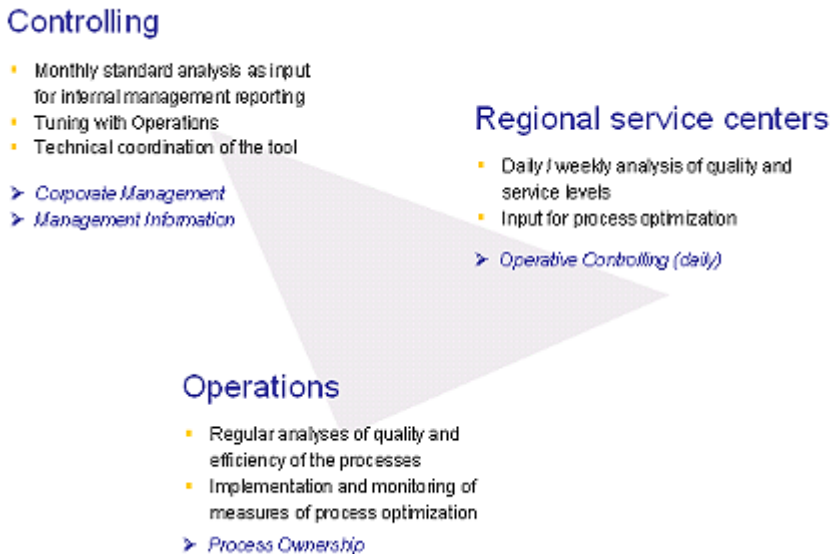 Controlling
Monthly standard analysis as input
for internal management reporting
Tuning with Operations
Technical coordination of the tool
Corporate Management
Management Information
Regional service centers
Daily / weekly analysis of quality and
service levels
Input for process optimization
Operative Controlling (daily)
Operations
Regular analyses of quality and
efficiency of the processes
Implementation and monitoring of
measures of process optimization
Process Ownership